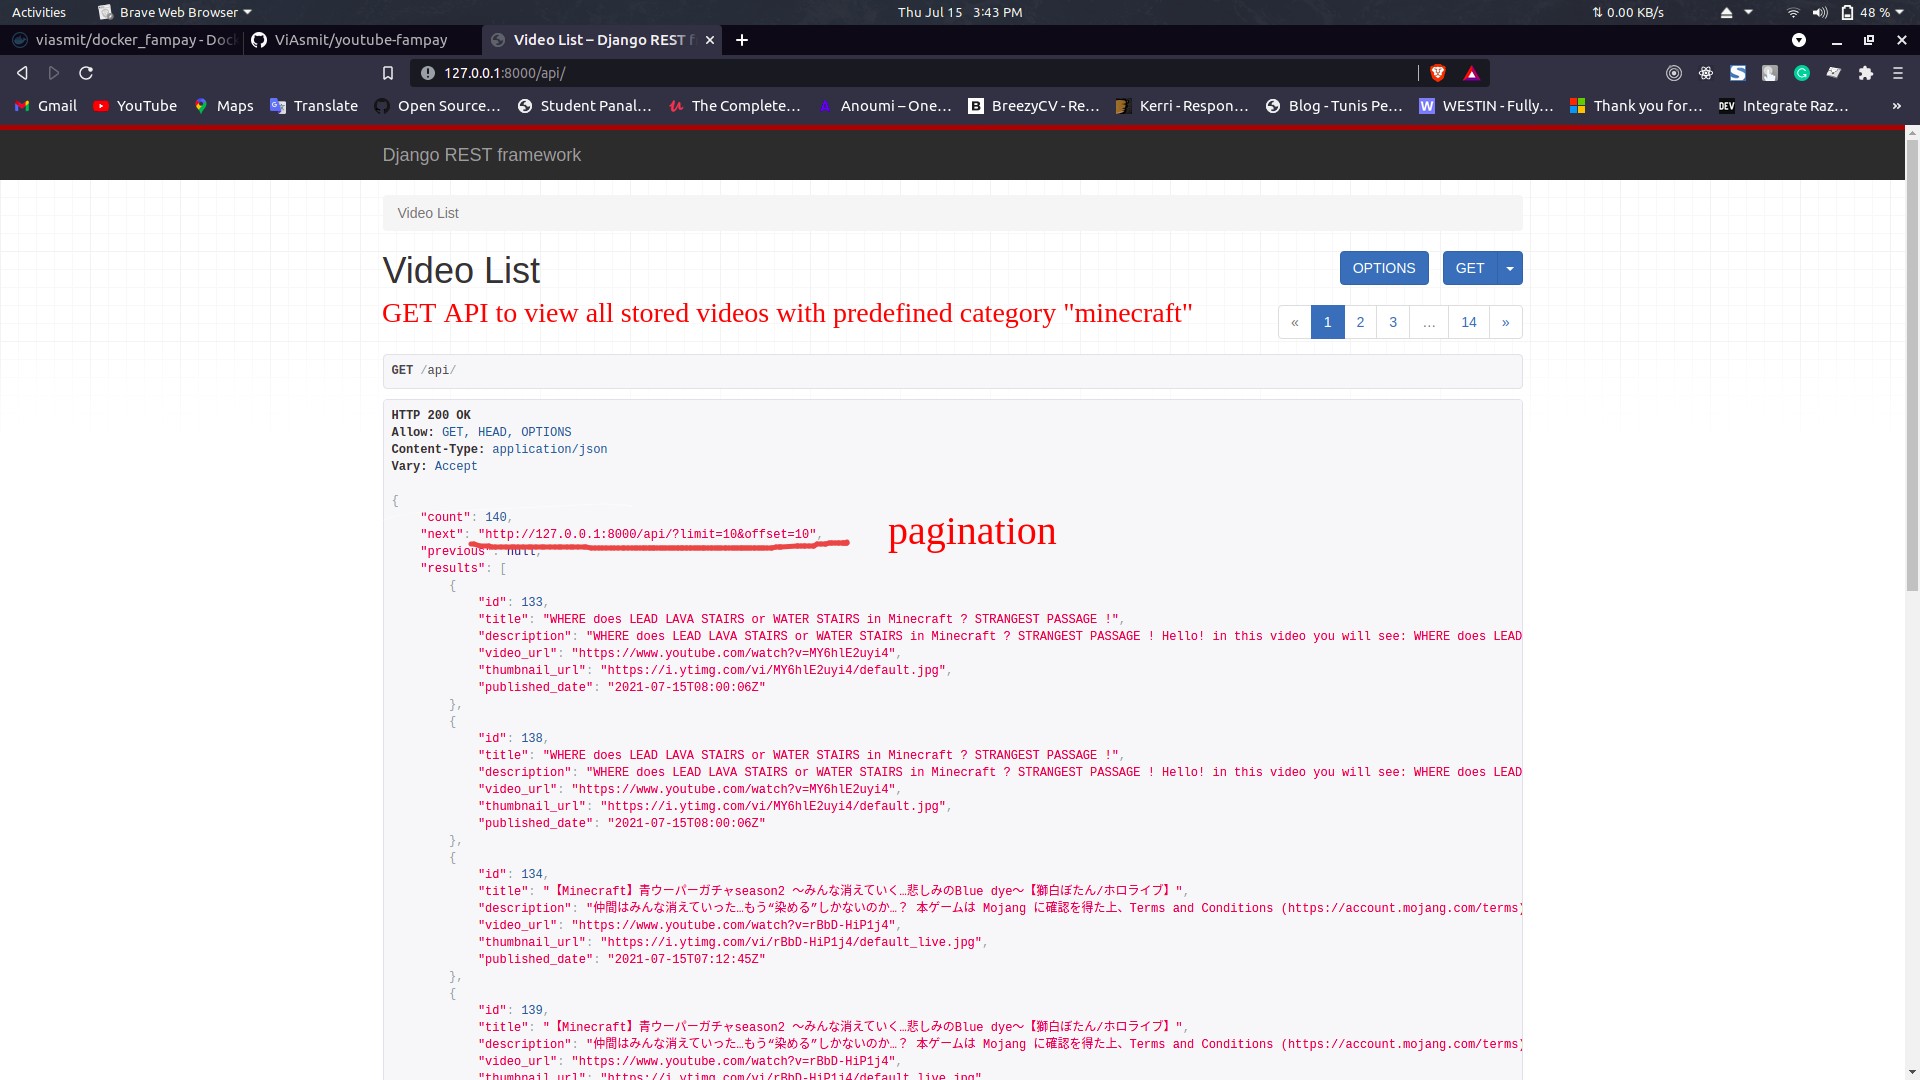 Activities Brave Web Browser Thu Jul 15 3:43 PM 0.00 KB/s 48 %
viasmit/docker_fampay - Doc ViAsmit/youtube-fampay Video List – Django REST f
127.0.0.1:8000/api/
Gmail YouTube Maps Translate Open Source... Student Panal... The Complete... Anoumi – One... BreezyCV - Re... Kerri - Respon... Blog - Tunis Pe... WESTIN - Fully... Thank you for... Integrate Raz... »
Django REST framework
Video List
Video List
OPTIONS GET
GET API to view all stored videos with predefined category "minecraft"
« 1 2 3 … 14 »
GET /api/
HTTP 200 OK
Allow: GET, HEAD, OPTIONS
Content-Type: application/json
Vary: Accept
{
"count": 140,
"next": "http://127.0.0.1:8000/api/?limit=10&offset=10",
pagination
"previous": null,
"results": [
{
"id": 133,
"title": "WHERE does LEAD LAVA STAIRS or WATER STAIRS in Minecraft ? STRANGEST PASSAGE !",
"description": "WHERE does LEAD LAVA STAIRS or WATER STAIRS in Minecraft ? STRANGEST PASSAGE ! Hello! in this video you will see: WHERE does LEAD
"video_url": "https://www.youtube.com/watch?v=MY6hlE2uyi4",
"thumbnail_url": "https://i.ytimg.com/vi/MY6hlE2uyi4/default.jpg",
"published_date": "2021-07-15T08:00:06Z"
},
{
"id": 138,
"title": "WHERE does LEAD LAVA STAIRS or WATER STAIRS in Minecraft ? STRANGEST PASSAGE !",
"description": "WHERE does LEAD LAVA STAIRS or WATER STAIRS in Minecraft ? STRANGEST PASSAGE ! Hello! in this video you will see: WHERE does LEAD
"video_url": "https://www.youtube.com/watch?v=MY6hlE2uyi4",
"thumbnail_url": "https://i.ytimg.com/vi/MY6hlE2uyi4/default.jpg",
"published_date": "2021-07-15T08:00:06Z"
},
{
"id": 134,
"title": "【Minecraft】青ウーパーガチャseason2 ～みんな消えていく…悲しみのBlue dye～【獅白ぼたん/ホロライブ】",
"description": "仲間はみんな消えていった…もう“染める”しかないのか…？ 本ゲームは Mojang に確認を得た上、Terms and Conditions (https://account.mojang.com/terms)
"video_url": "https://www.youtube.com/watch?v=rBbD-HiP1j4",
"thumbnail_url": "https://i.ytimg.com/vi/rBbD-HiP1j4/default_live.jpg",
"published_date": "2021-07-15T07:12:45Z"
},
{
"id": 139,
"title": "【Minecraft】青ウーパーガチャseason2 ～みんな消えていく…悲しみのBlue dye～【獅白ぼたん/ホロライブ】",
"description": "仲間はみんな消えていった…もう“染める”しかないのか…？ 本ゲームは Mojang に確認を得た上、Terms and Conditions (https://account.mojang.com/terms)
"video_url": "https://www.youtube.com/watch?v=rBbD-HiP1j4",
"thumbnail_url": "https://i.ytimg.com/vi/rBbD-HiP1j4/default_live.jpg",